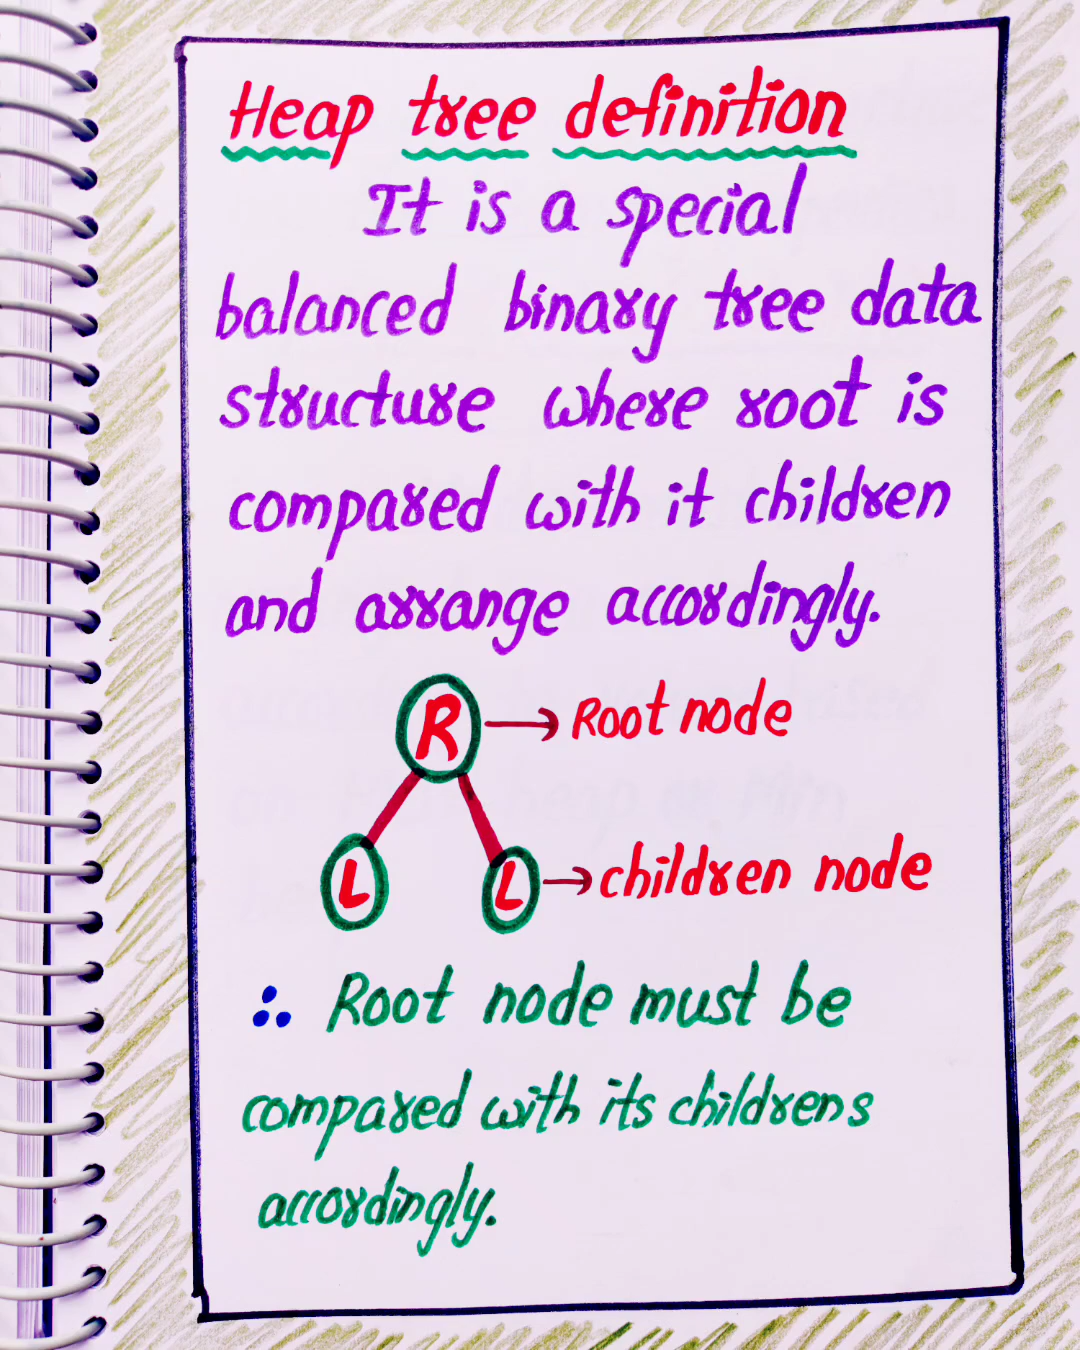 Heap tree definition
It is a special
balanced binary tree data
structure where root is
compared with it children
and arrange accordingly.
R → Root node
L L → children node
∴ Root node must be
compared with its childrens
accordingly.